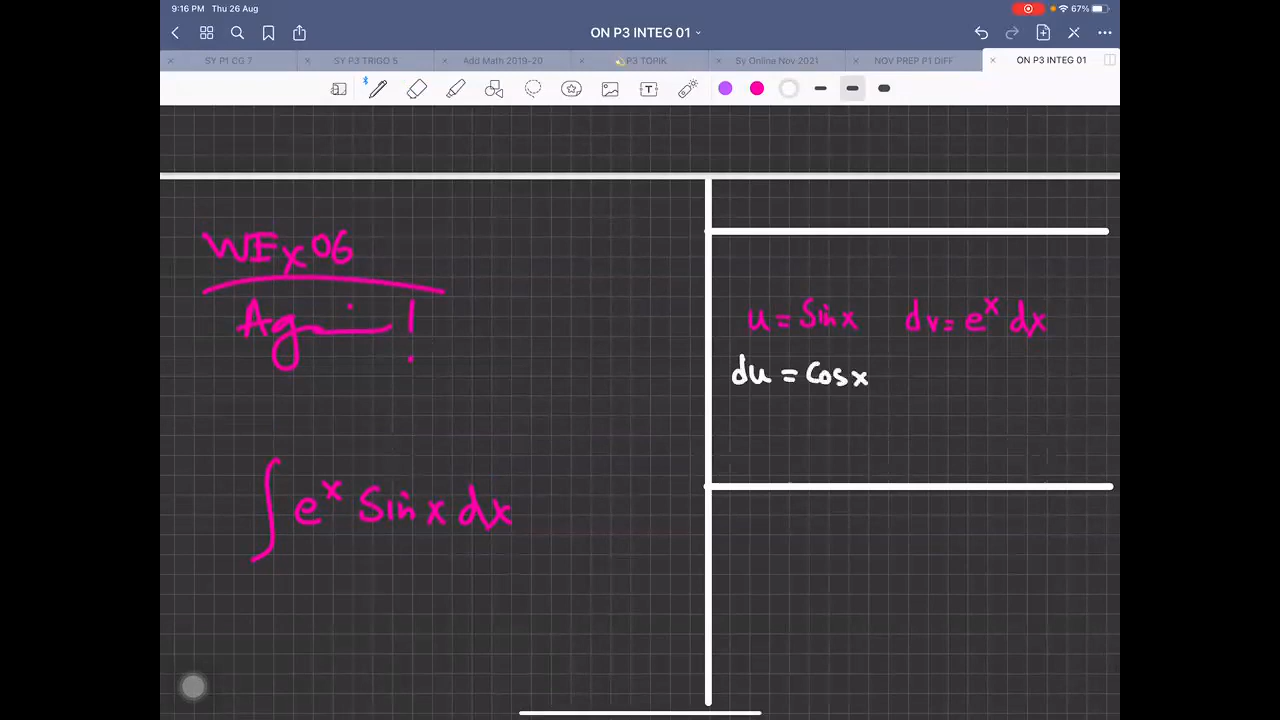 9:16 PM Thu 26 Aug
67%
ON P3 INTEG 01
SY P1 CG 7
SY P3 TRIGO 5
Add Math 2019-20
P3 TOPIK
Sy Online Nov 2021
NOV PREP P1 DIFF
ON P3 INTEG 01
WEx 06
Again!
∫ e^x Sin x dx
u = Sin x dv = e^x dx
du = Cos x